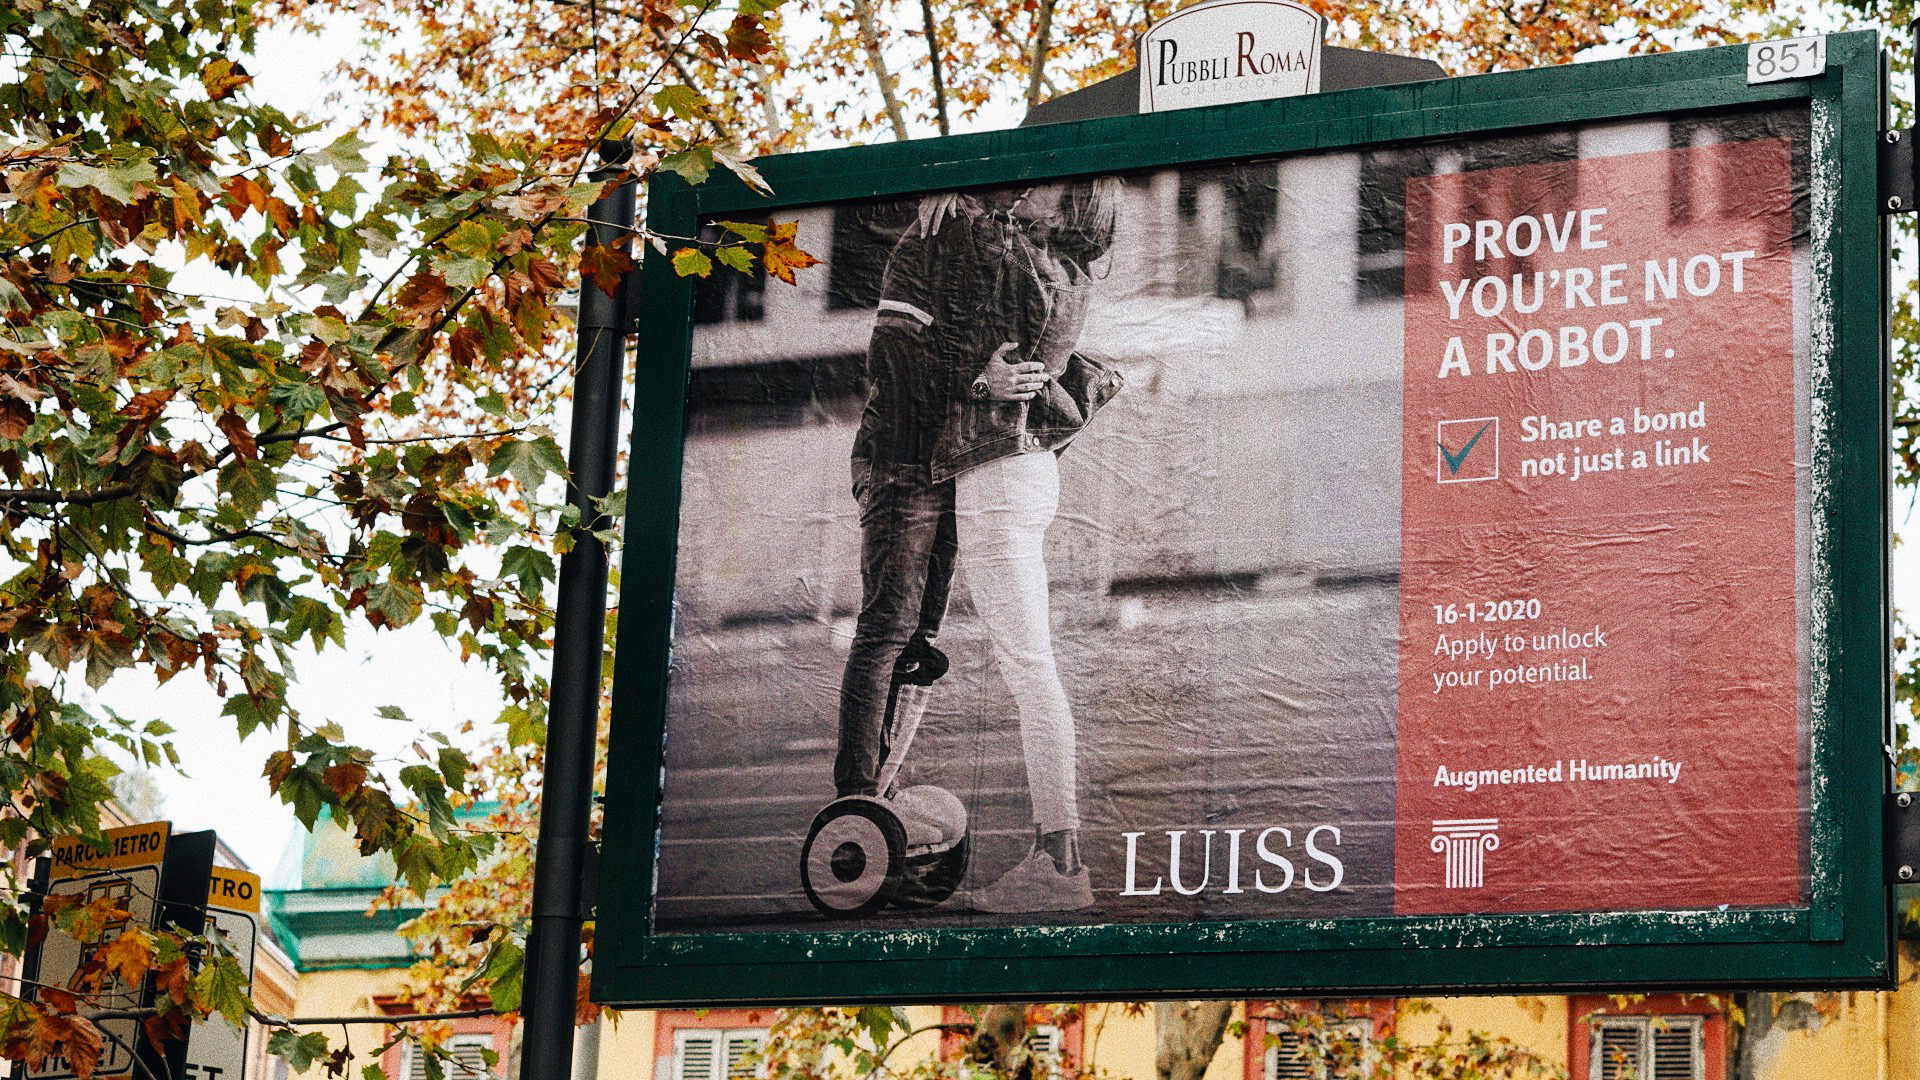 PUBBLI ROMA
OUTDOOR
851
PROVE
YOU'RE NOT
A ROBOT.
Share a bond
not just a link
16-1-2020
Apply to unlock
your potential.
Augmented Humanity
LUISS
PARCOMETRO
TRO